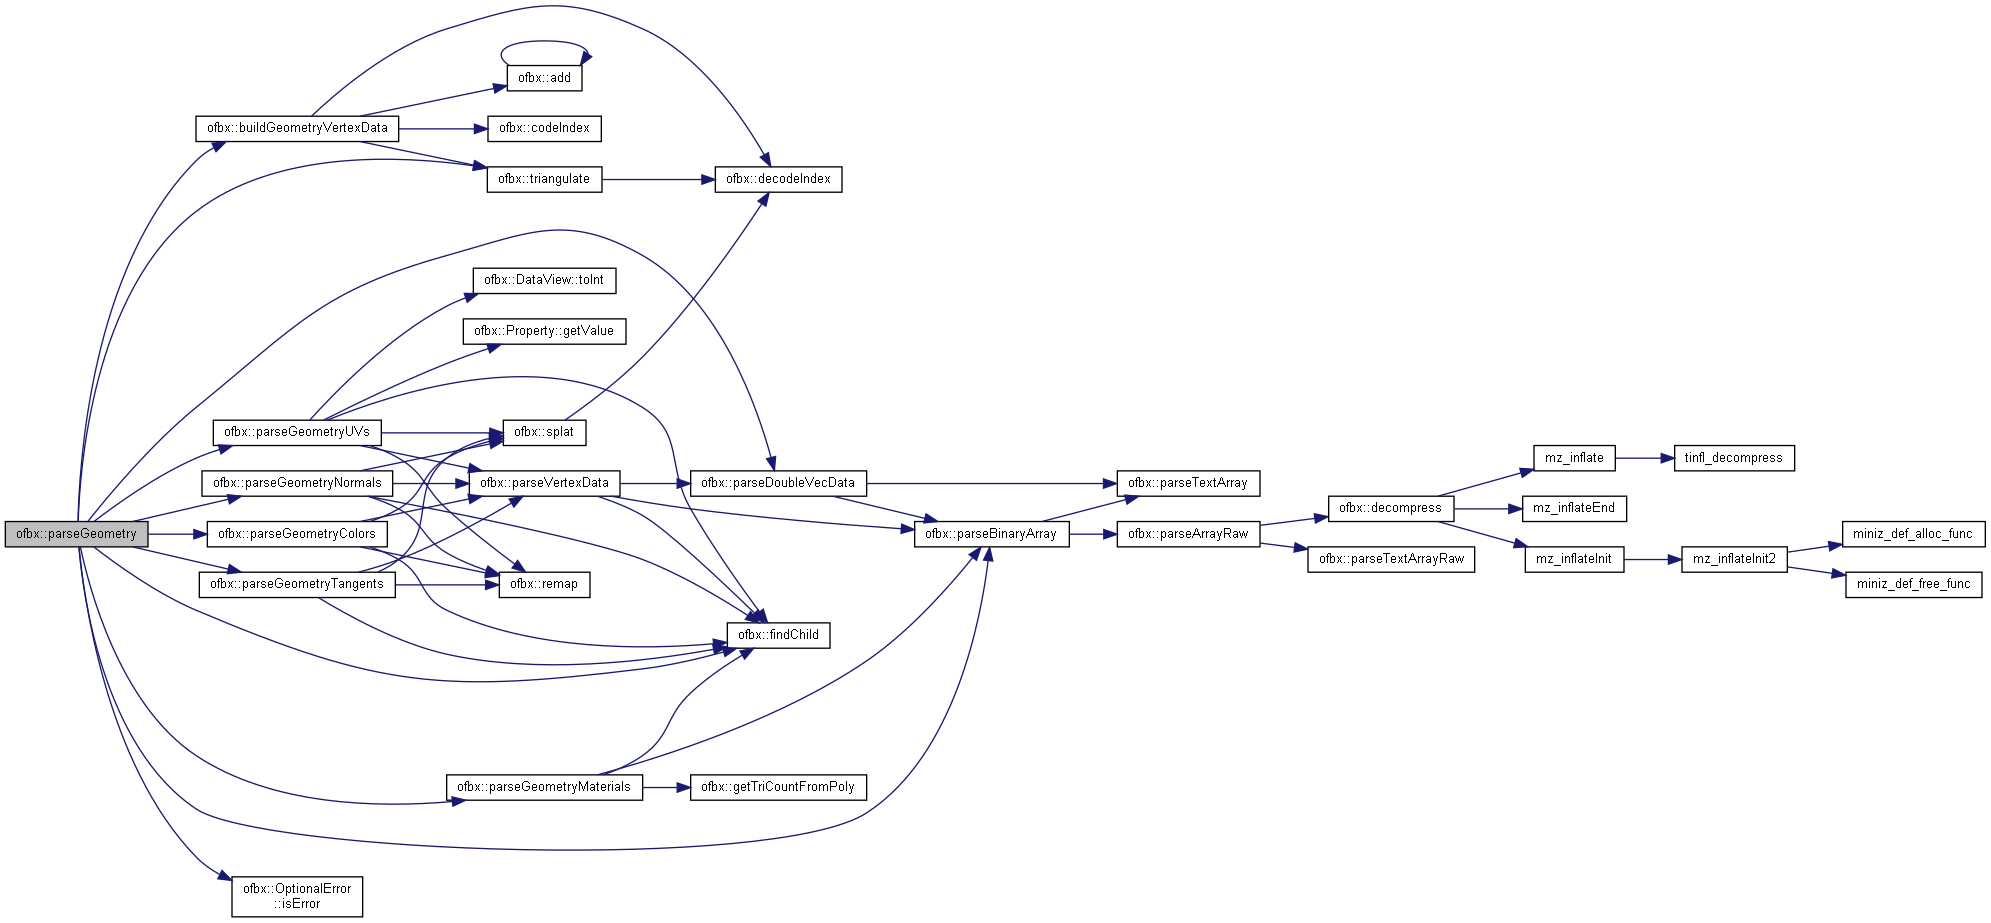 ofbx::add
ofbx::buildGeometryVertexData
ofbx::codeIndex
ofbx::triangulate
ofbx::decodeIndex
ofbx::DataView::toInt
ofbx::Property::getValue
ofbx::parseGeometryUVs
ofbx::splat
mz_inflate
tinfl_decompress
ofbx::parseGeometryNormals
ofbx::parseVertexData
ofbx::parseDoubleVecData
ofbx::parseTextArray
ofbx::decompress
mz_inflateEnd
ofbx::parseGeometry
ofbx::parseGeometryColors
ofbx::parseBinaryArray
ofbx::parseArrayRaw
miniz_def_alloc_func
ofbx::parseTextArrayRaw
mz_inflateInit
mz_inflateInit2
ofbx::parseGeometryTangents
ofbx::remap
miniz_def_free_func
ofbx::findChild
ofbx::parseGeometryMaterials
ofbx::getTriCountFromPoly
ofbx::OptionalError
::isError